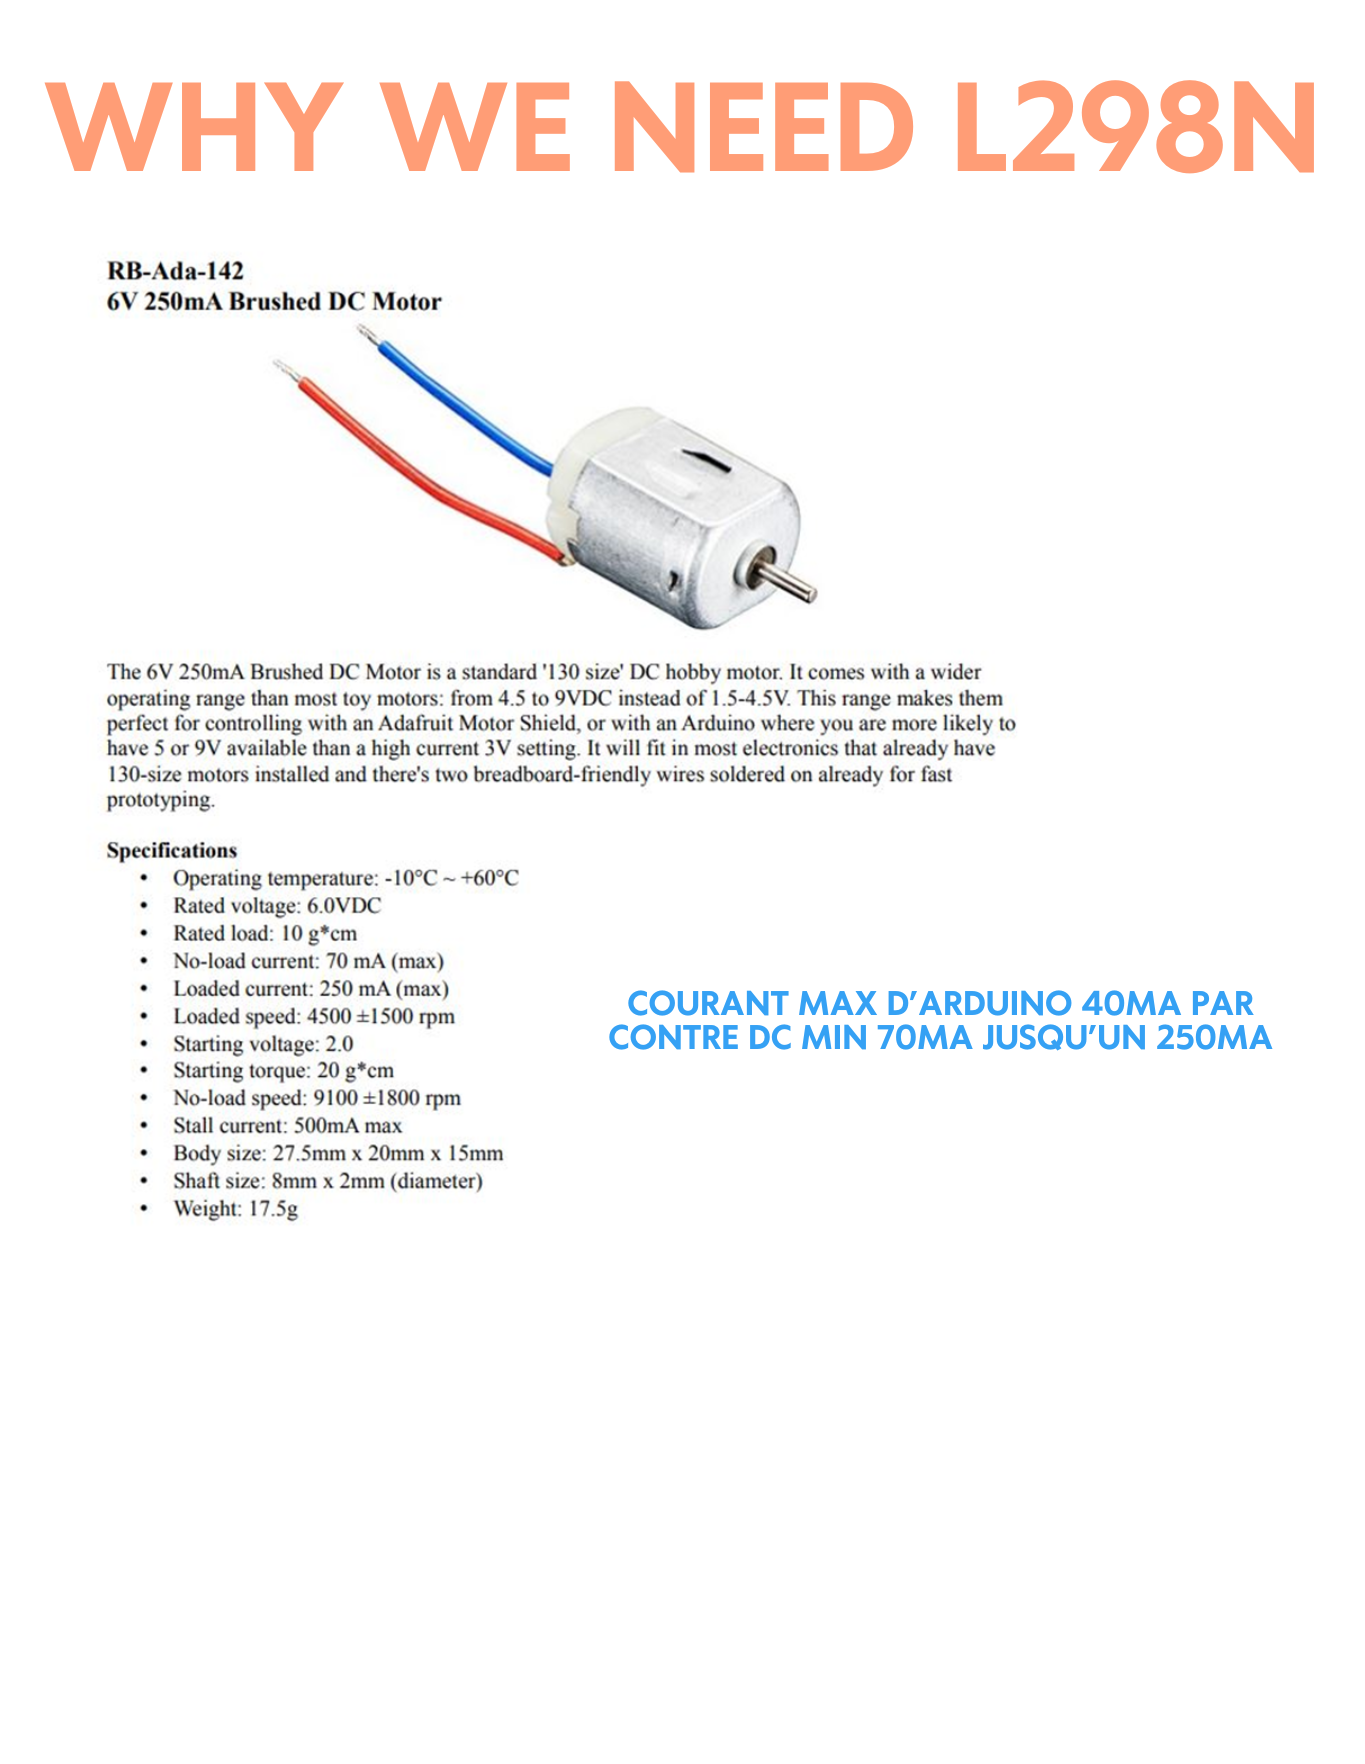 WHY WE NEED L298N
RB-Ada-142
6V 250mA Brushed DC Motor
The 6V 250mA Brushed DC Motor is a standard '130 size' DC hobby motor. It comes with a wider
operating range than most toy motors: from 4.5 to 9VDC instead of 1.5-4.5V. This range makes them
perfect for controlling with an Adafruit Motor Shield, or with an Arduino where you are more likely to
have 5 or 9V available than a high current 3V setting. It will fit in most electronics that already have
130-size motors installed and there's two breadboard-friendly wires soldered on already for fast
prototyping.
Specifications
• Operating temperature: -10°C ~ +60°C
• Rated voltage: 6.0VDC
• Rated load: 10 g*cm
• No-load current: 70 mA (max)
• Loaded current: 250 mA (max)
• Loaded speed: 4500 ±1500 rpm
• Starting voltage: 2.0
• Starting torque: 20 g*cm
• No-load speed: 9100 ±1800 rpm
• Stall current: 500mA max
• Body size: 27.5mm x 20mm x 15mm
• Shaft size: 8mm x 2mm (diameter)
• Weight: 17.5g
COURANT MAX D'ARDUINO 40MA PAR
CONTRE DC MIN 70MA JUSQU'UN 250MA